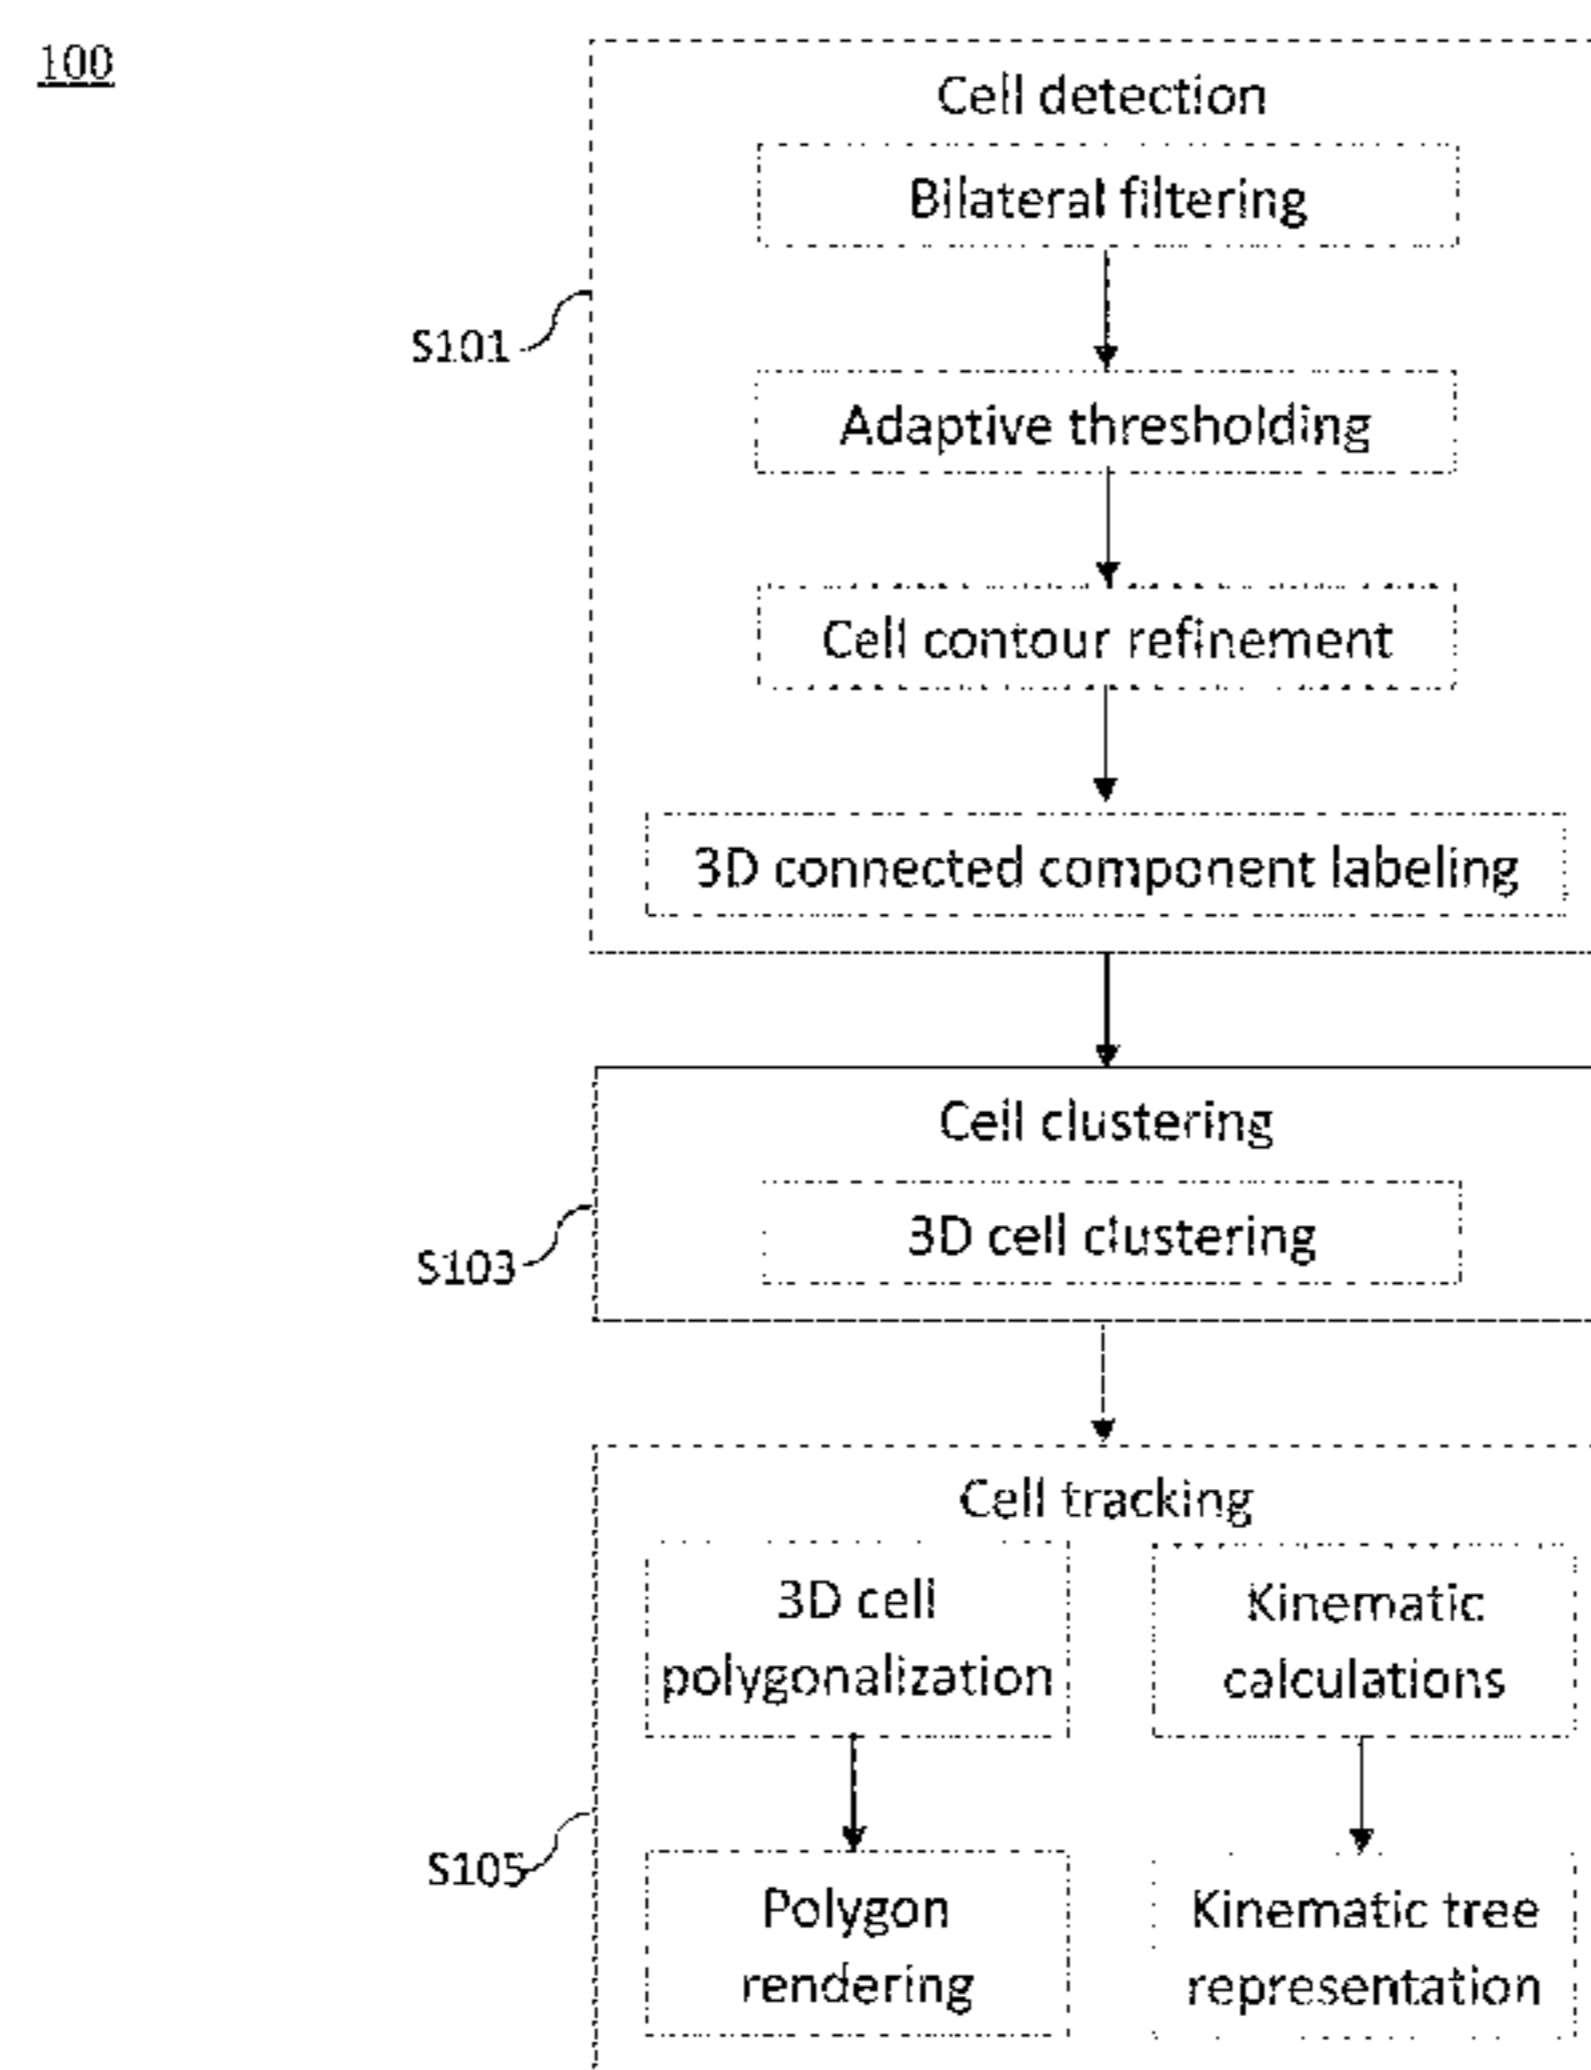 100
Cell detection
Bilateral filtering
S101
Adaptive thresholding
Cell contour refinement
3D connected component labeling
Cell clustering
3D cell clustering
S103
Cell tracking
3D cell
polygonalization
Kinematic
calculations
S105
Polygon
rendering
Kinematic tree
representation